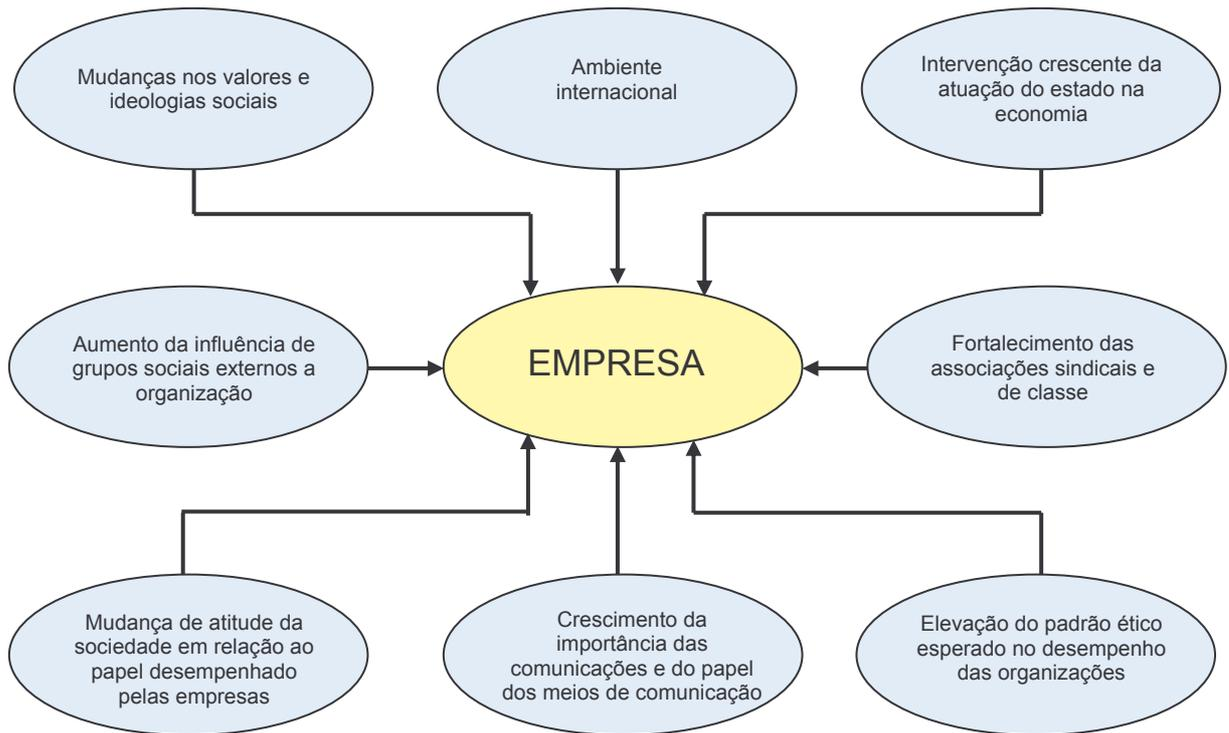 Mudanças nos valores e
ideologias sociais
Ambiente
internacional
Intervenção crescente da
atuação do estado na
economia
Aumento da influência de
grupos sociais externos a
organização
EMPRESA
Fortalecimento das
associações sindicais e
de classe
Mudança de atitude da
sociedade em relação ao
papel desempenhado
pelas empresas
Crescimento da
importância das
comunicações e do papel
dos meios de comunicação
Elevação do padrão ético
esperado no desempenho
das organizações